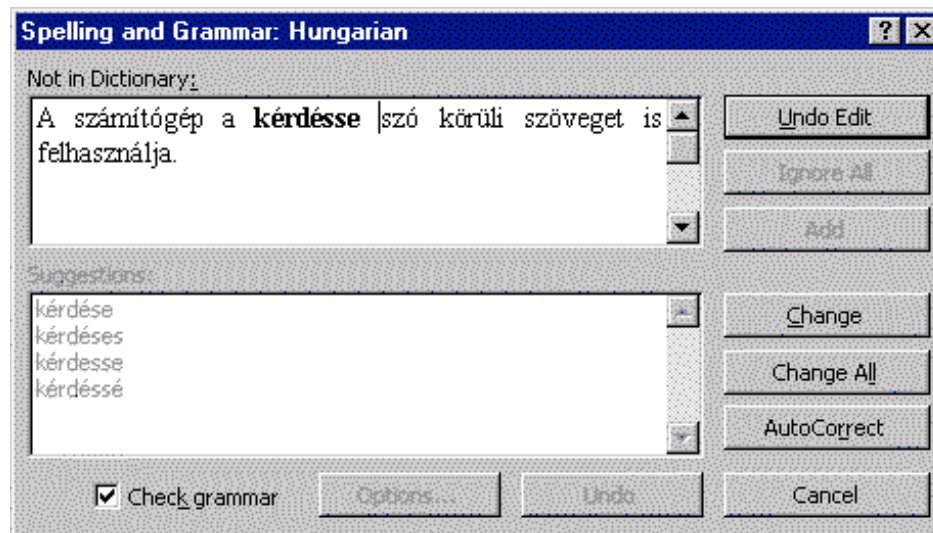 Spelling and Grammar: Hungarian
Not in Dictionary:
A számítógép a kérdésse szó körüli szöveget is
felhasználja.
Undo Edit
Ignore All
Add
Suggestions:
kérdése
kérdéses
kérdesse
kérdéssé
Change
Change All
AutoCorrect
Check grammar
Options...
Undo
Cancel